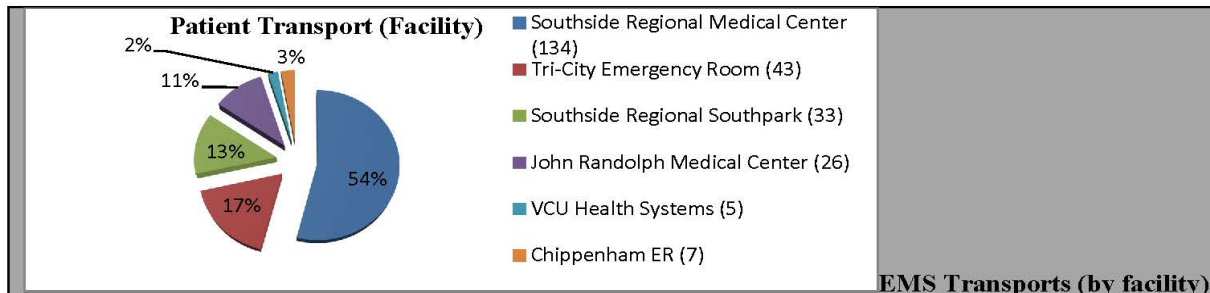 Patient Transport (Facility)
2%
3%
11%
13%
17%
54%
Southside Regional Medical Center
(134)
Tri-City Emergency Room (43)
Southside Regional Southpark (33)
John Randolph Medical Center (26)
VCU Health Systems (5)
Chippenham ER (7)
EMS Transports (by facility)